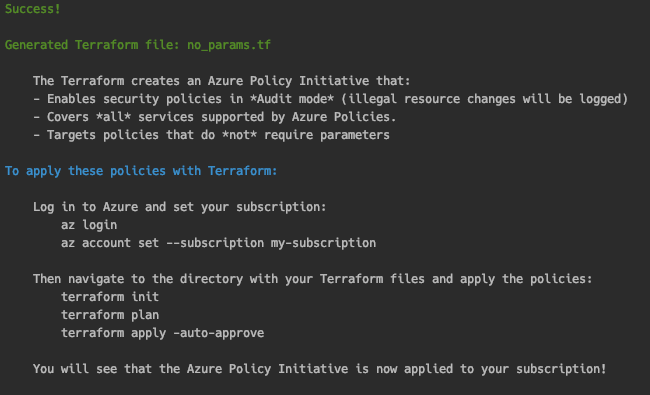 Success!
Generated Terraform file: no_params.tf
The Terraform creates an Azure Policy Initiative that:
- Enables security policies in *Audit mode* (illegal resource changes will be logged)
- Covers *all* services supported by Azure Policies.
- Targets policies that do *not* require parameters
To apply these policies with Terraform:
Log in to Azure and set your subscription:
az login
az account set --subscription my-subscription
Then navigate to the directory with your Terraform files and apply the policies:
terraform init
terraform plan
terraform apply -auto-approve
You will see that the Azure Policy Initiative is now applied to your subscription!